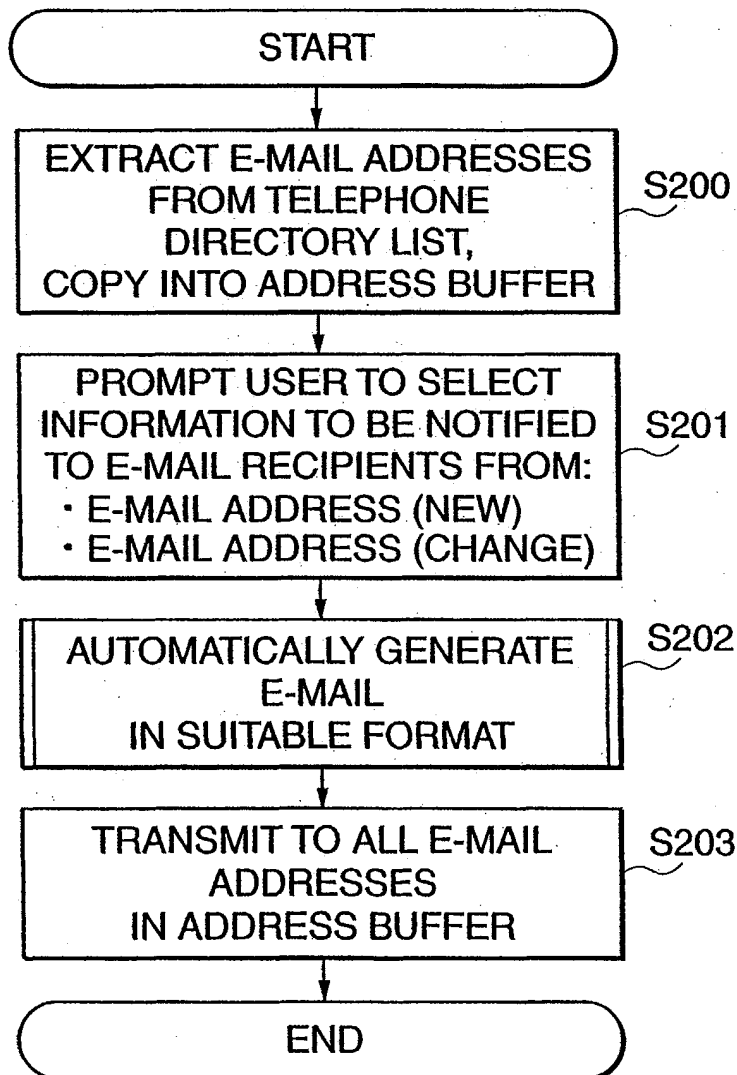 START
EXTRACT E-MAIL ADDRESSES
FROM TELEPHONE
DIRECTORY LIST,
COPY INTO ADDRESS BUFFER
S200
PROMPT USER TO SELECT
INFORMATION TO BE NOTIFIED
TO E-MAIL RECIPIENTS FROM:
· E-MAIL ADDRESS (NEW)
· E-MAIL ADDRESS (CHANGE)
S201
AUTOMATICALLY GENERATE
E-MAIL
IN SUITABLE FORMAT
S202
TRANSMIT TO ALL E-MAIL
ADDRESSES
IN ADDRESS BUFFER
S203
END